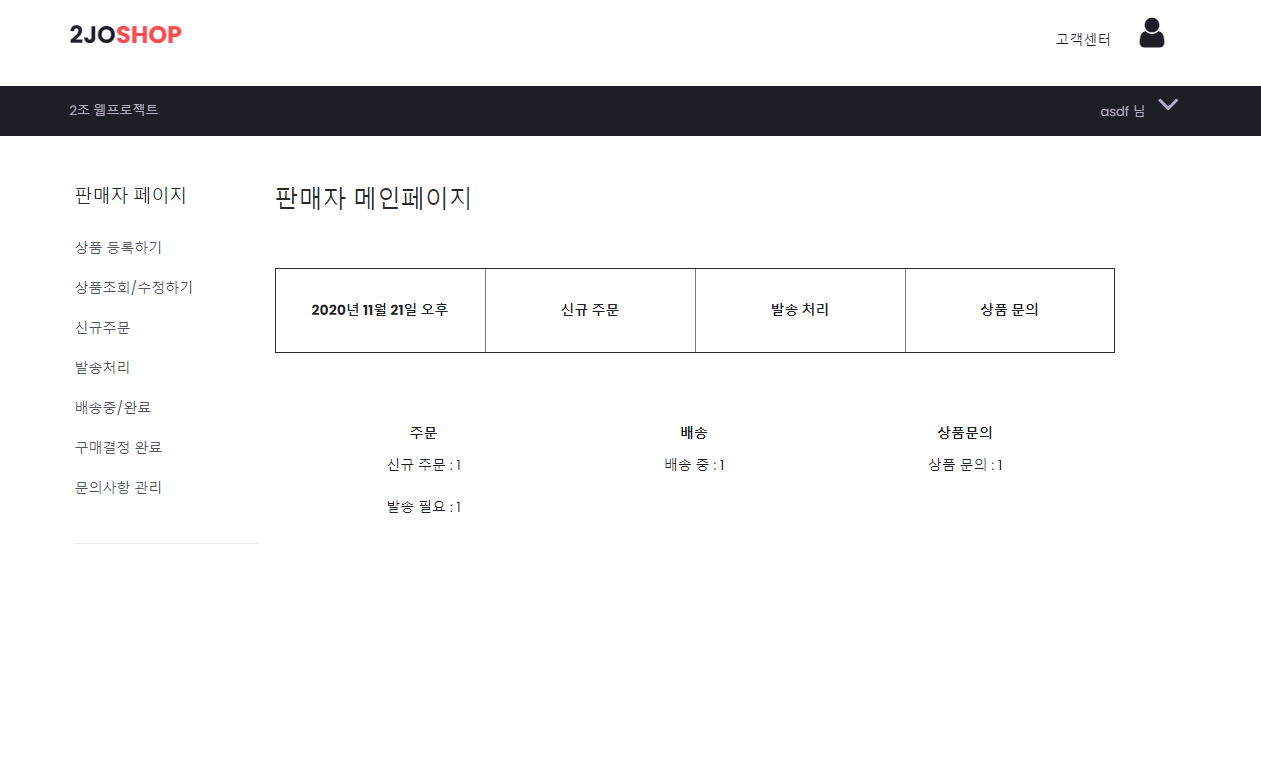 2JOSHOP
고객센터
2조 웹프로젝트
asdf 님
판매자 페이지
상품 등록하기
상품조회/수정하기
신규주문
발송처리
배송중/완료
구매결정 완료
문의사항 관리
판매자 메인페이지
2020년 11월 21일 오후
신규 주문
발송 처리
상품 문의
주문
신규 주문 : 1
발송 필요 : 1
배송
배송 중 : 1
상품문의
상품 문의 : 1